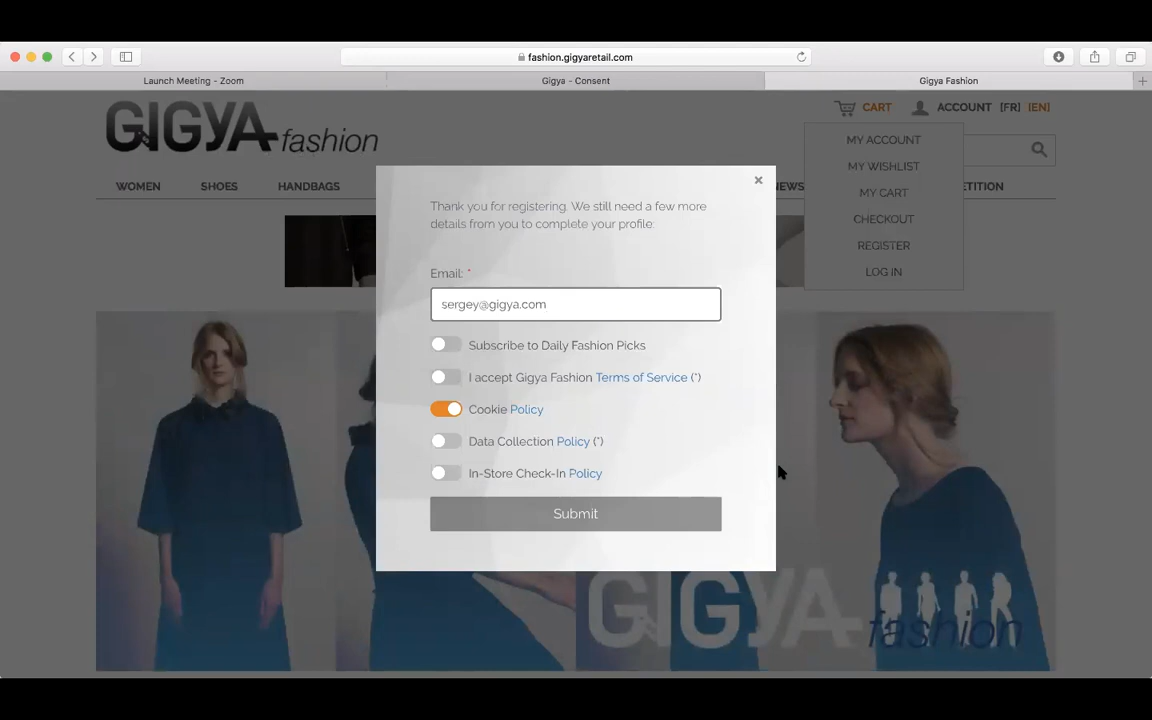 fashion.gigyaretail.com
Launch Meeting - Zoom
Gigya - Consent
Gigya Fashion
GIGYA fashion
CART
ACCOUNT [FR] [EN]
MY ACCOUNT
MY WISHLIST
MY CART
CHECKOUT
REGISTER
LOG IN
WOMEN
SHOES
HANDBAGS
NEWS
Thank you for registering. We still need a few more
details from you to complete your profile:
Email: *
sergey@gigya.com
Subscribe to Daily Fashion Picks
I accept Gigya Fashion Terms of Service (*)
Cookie Policy
Data Collection Policy (*)
In-Store Check-In Policy
Submit
GIGYA
fashion